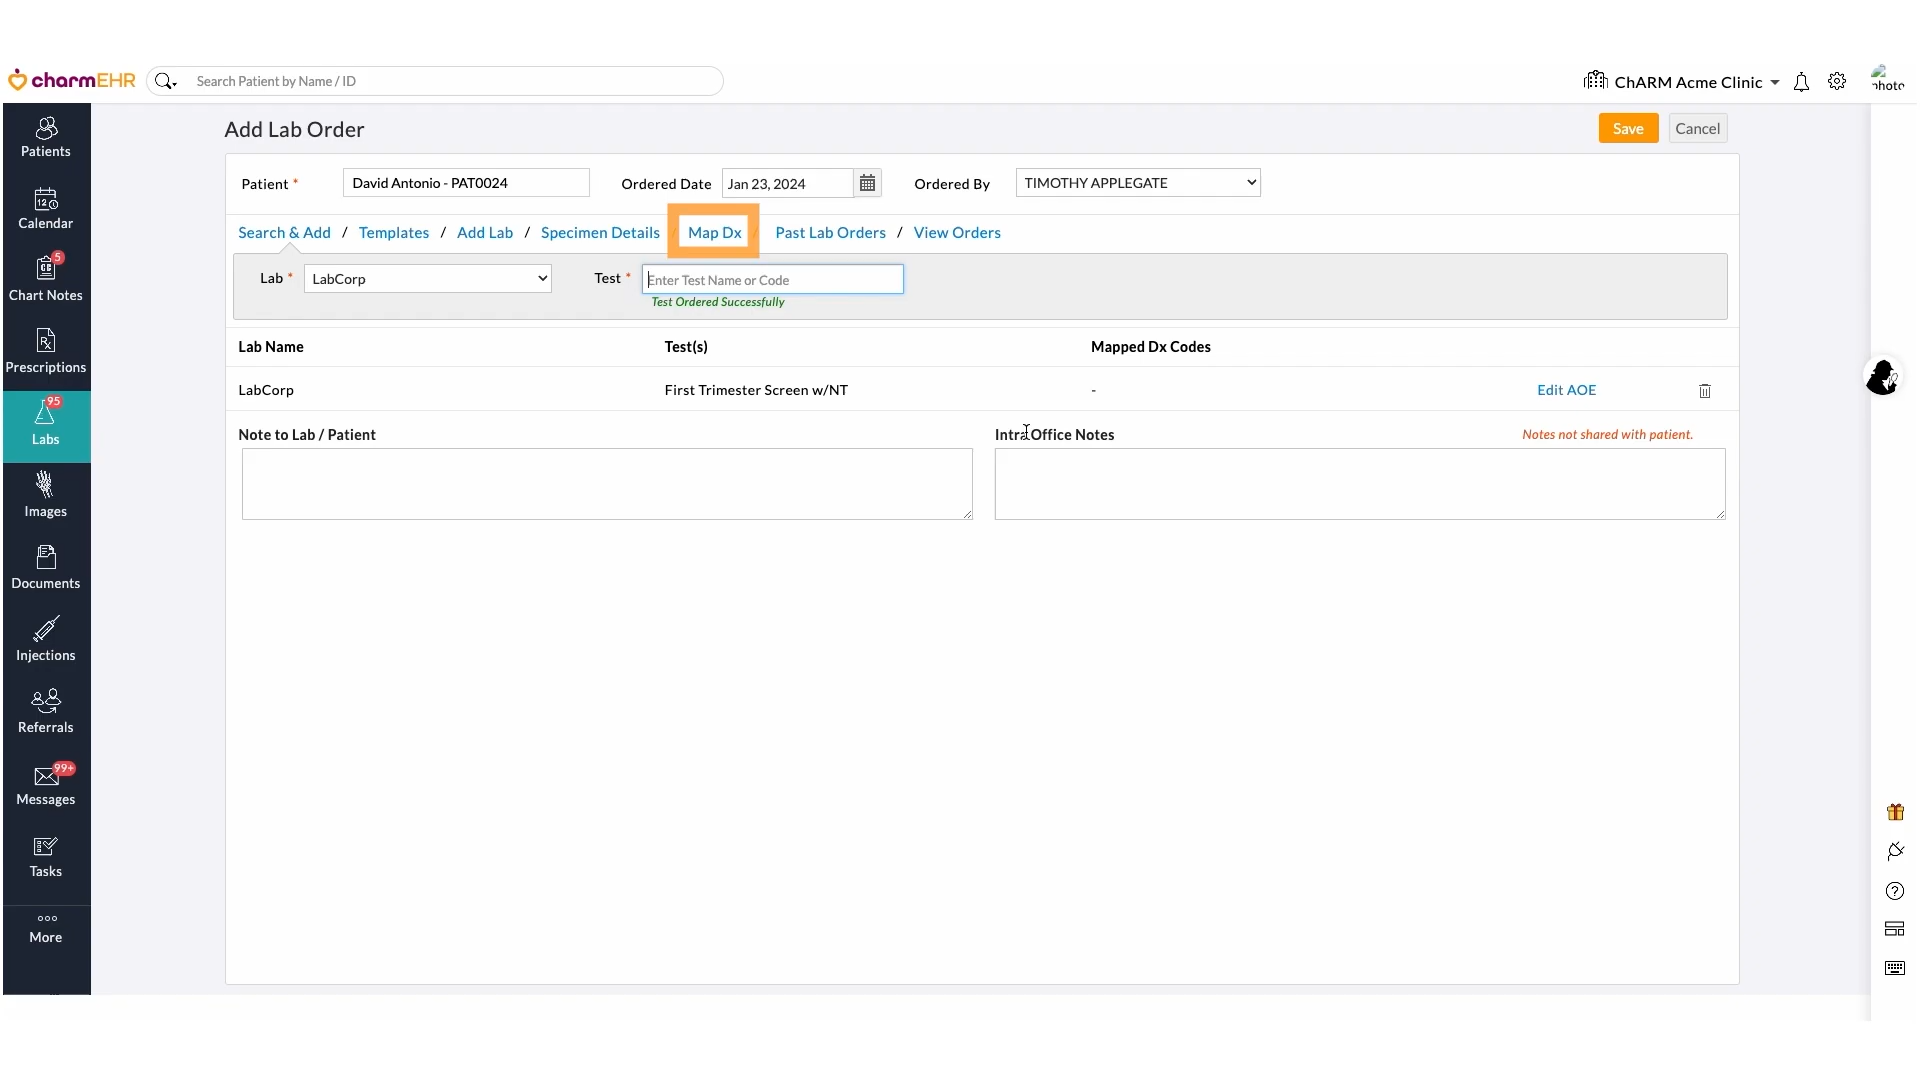 charmEHR
Search Patient by Name / ID
ChARM Acme Clinic
photo
Patients
Calendar
5
Chart Notes
Prescriptions
95
Labs
Images
Documents
Injections
Referrals
99+
Messages
Tasks
More
Add Lab Order
Save
Cancel
Patient *
David Antonio - PAT0024
Ordered Date
Jan 23, 2024
Ordered By
TIMOTHY APPLEGATE
Search & Add / Templates / Add Lab / Specimen Details Map Dx Past Lab Orders / View Orders
Lab *
LabCorp
Test *
Enter Test Name or Code
Test Ordered Successfully
Lab Name Test(s) Mapped Dx Codes
LabCorp First Trimester Screen w/NT - Edit AOE
Note to Lab / Patient
Intra Office Notes
Notes not shared with patient.